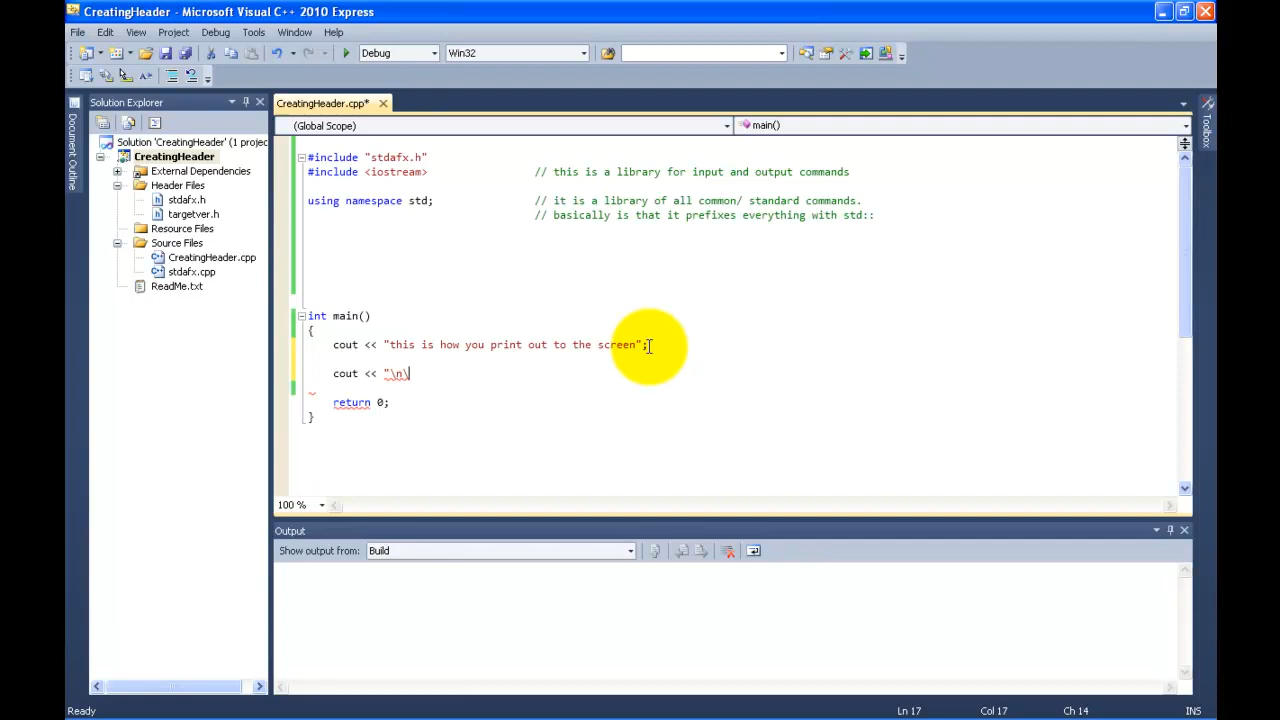 CreatingHeader - Microsoft Visual C++ 2010 Express
File Edit View Project Debug Tools Window Help
Debug Win32
Solution Explorer
Document Outline
Solution 'CreatingHeader' (1 projec
CreatingHeader
External Dependencies
Header Files
stdafx.h
targetver.h
Resource Files
Source Files
CreatingHeader.cpp
stdafx.cpp
ReadMe.txt
CreatingHeader.cpp*
(Global Scope) main()
Toolbox
#include "stdafx.h"
#include <iostream> // this is a library for input and output commands
using namespace std; // it is a library of all common/ standard commands.
// basically is that it prefixes everything with std::
int main()
{
cout << "this is how you print out to the screen";
cout << "\n\
return 0;
}
100 %
Output
Show output from: Build
Ready Ln 17 Col 17 Ch 14 INS